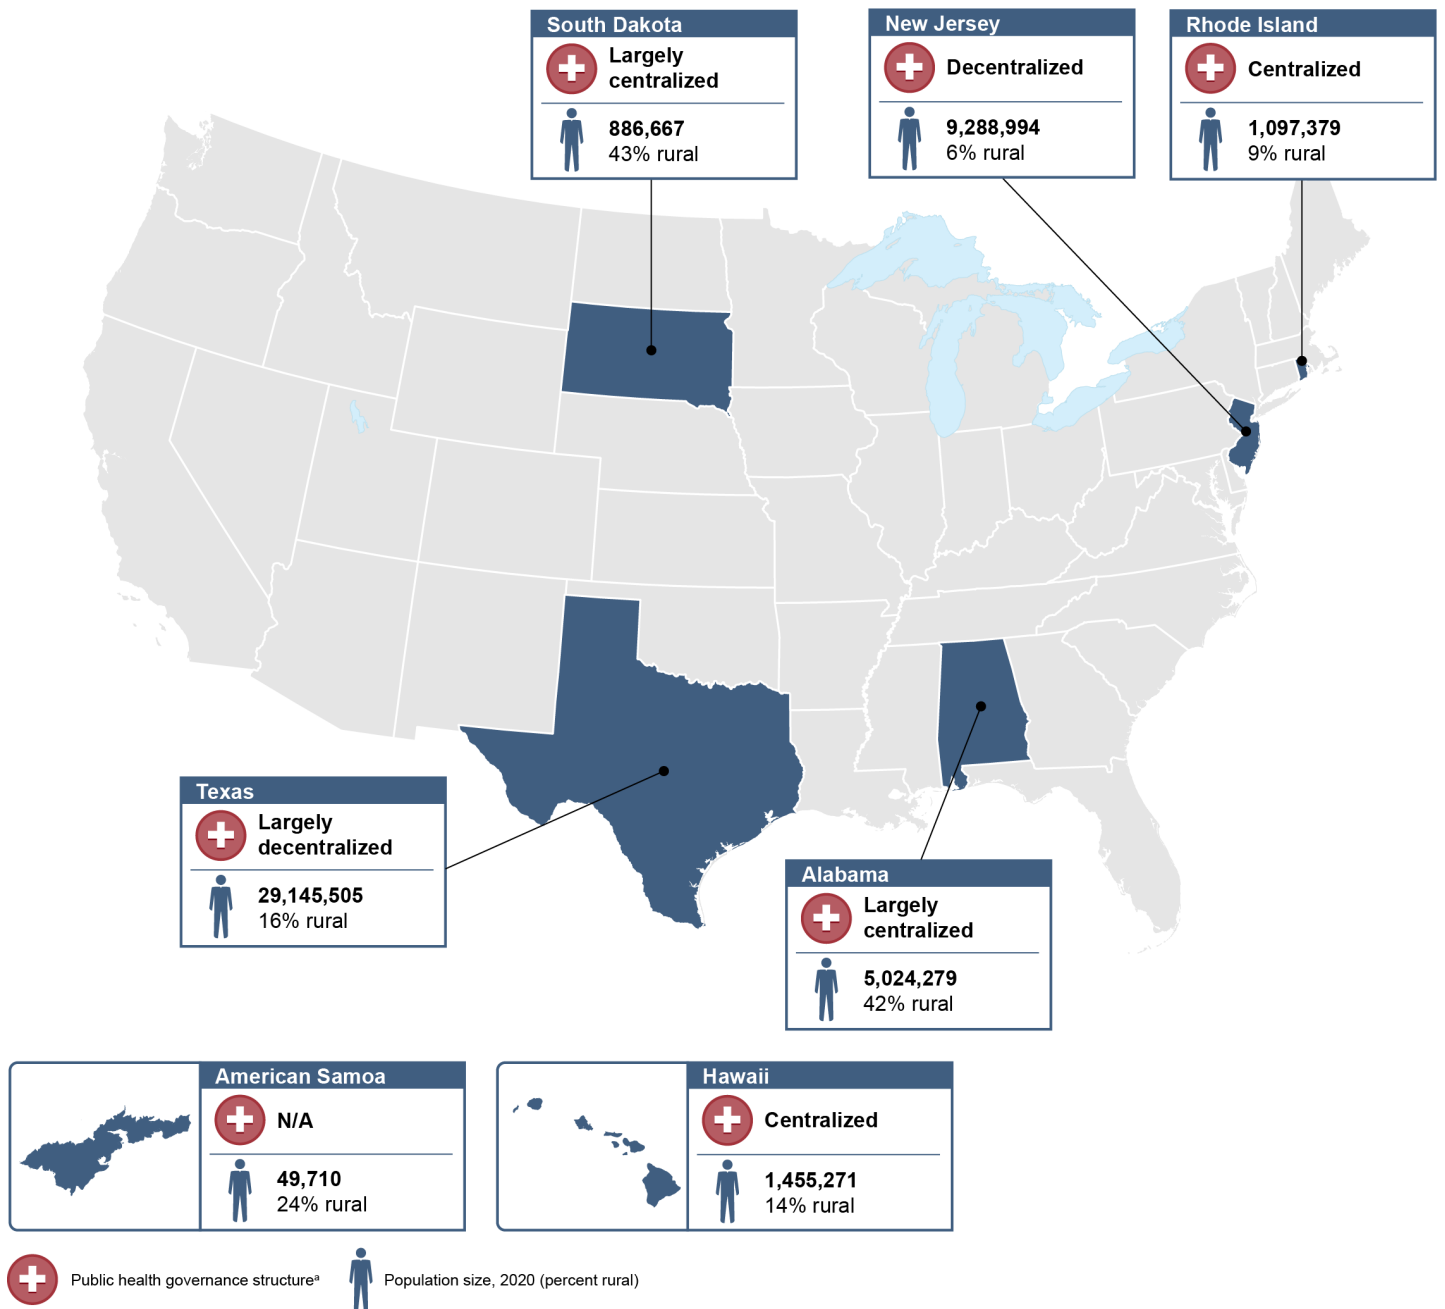 South Dakota
Largely
centralized
886,667
43% rural
New Jersey
Decentralized
9,288,994
6% rural
Rhode Island
Centralized
1,097,379
9% rural
Texas
Largely
decentralized
29,145,505
16% rural
Alabama
Largely
centralized
5,024,279
42% rural
American Samoa
N/A
49,710
24% rural
Hawaii
Centralized
1,455,271
14% rural
Public health governance structureª
Population size, 2020 (percent rural)